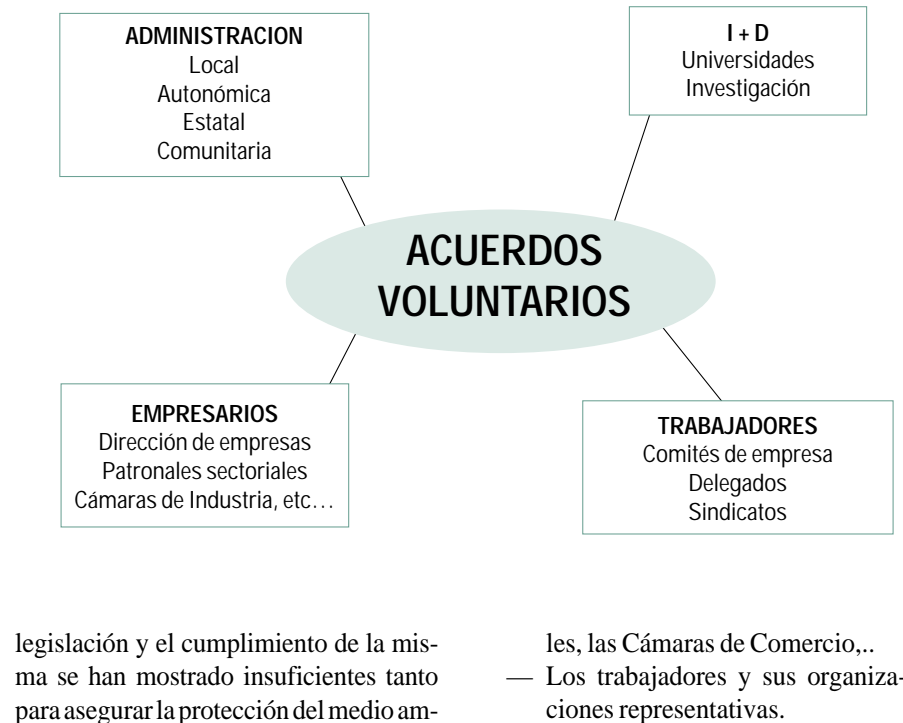 ADMINISTRACION
Local
Autonómica
Estatal
Comunitaria
I + D
Universidades
Investigación
ACUERDOS
VOLUNTARIOS
EMPRESARIOS
Dirección de empresas
Patronales sectoriales
Cámaras de Industria, etc…
TRABAJADORES
Comités de empresa
Delegados
Sindicatos
legislación y el cumplimiento de la mis-
ma se han mostrado insuficientes tanto
para asegurar la protección del medio am-
les, las Cámaras de Comercio,..
— Los trabajadores y sus organiza-
ciones representativas.